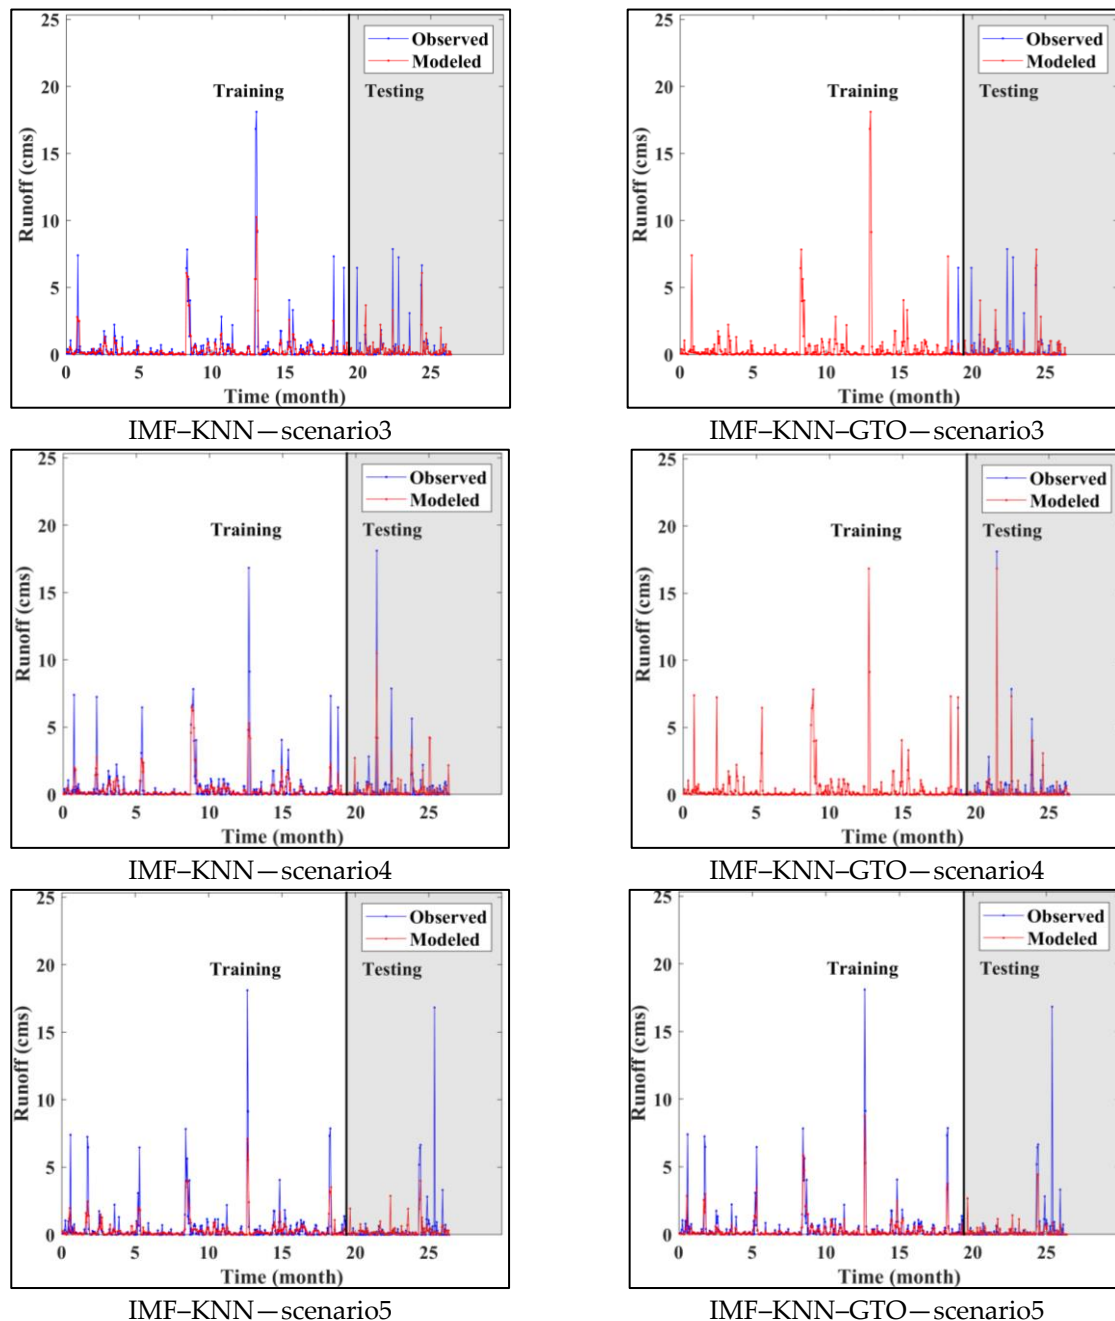 25
20
15
10
5
0
Runoff (cms)
Observed
Modeled
Training
Testing
0 5 10 15 20 25
Time (month)
IMF–KNN—scenario3
25
20
15
10
5
0
Runoff (cms)
Observed
Modeled
Training
Testing
0 5 10 15 20 25
Time (month)
IMF–KNN–GTO—scenario3
25
20
15
10
5
0
Runoff (cms)
Observed
Modeled
Training
Testing
0 5 10 15 20 25
Time (month)
IMF–KNN—scenario4
25
20
15
10
5
0
Runoff (cms)
Observed
Modeled
Training
Testing
0 5 10 15 20 25
Time (month)
IMF–KNN–GTO—scenario4
25
20
15
10
5
0
Runoff (cms)
Observed
Modeled
Training
Testing
0 5 10 15 20 25
Time (month)
IMF–KNN—scenario5
25
20
15
10
5
0
Runoff (cms)
Observed
Modeled
Training
Testing
0 5 10 15 20 25
Time (month)
IMF–KNN–GTO—scenario5